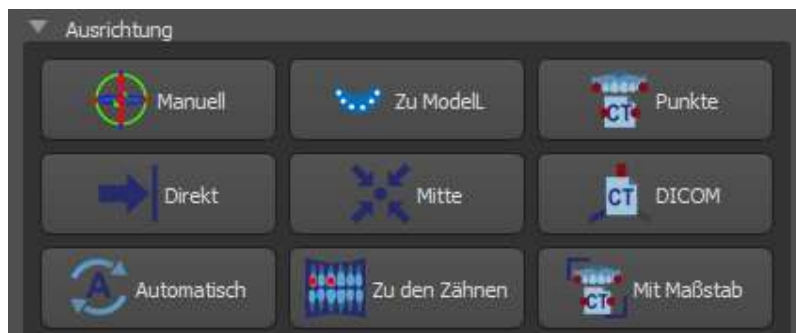 Ausrichtung
Manuell
Zu ModelL
CT
Punkte
Direkt
Mitte
CT
DICOM
A
Automatisch
Zu den Zähnen
CT
Mit Maßstab